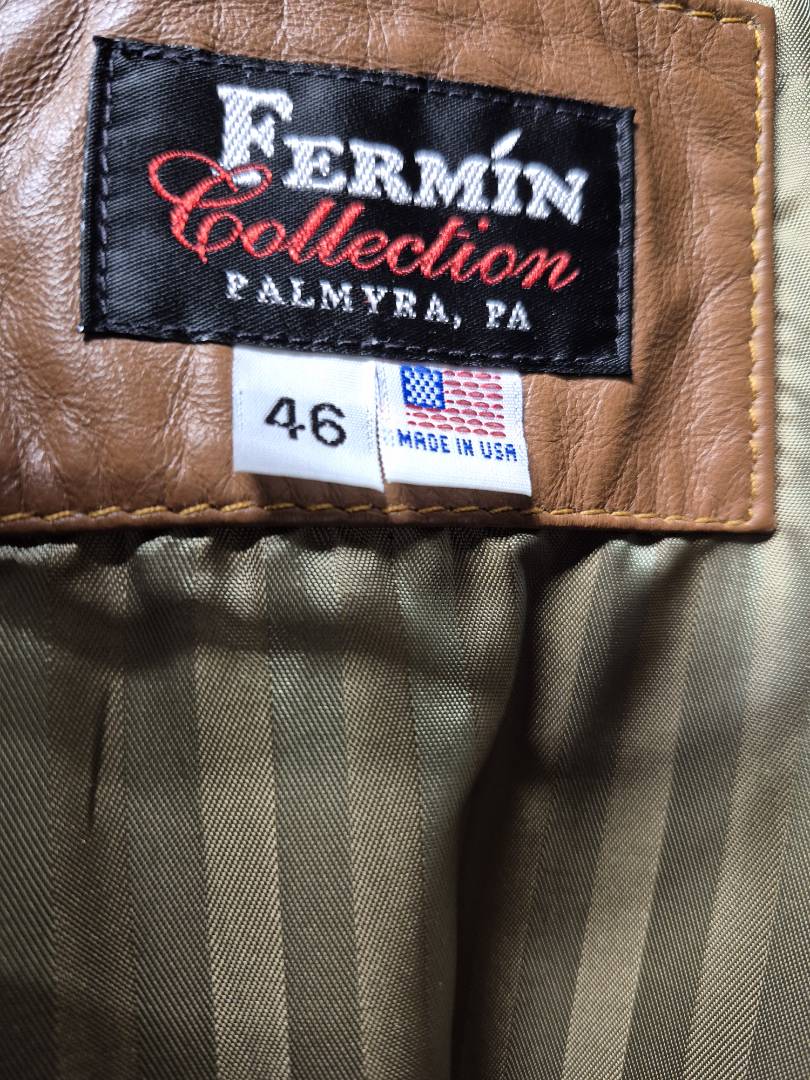 FERMÍN
Collection
PALMYRA, PA
46
MADE IN USA